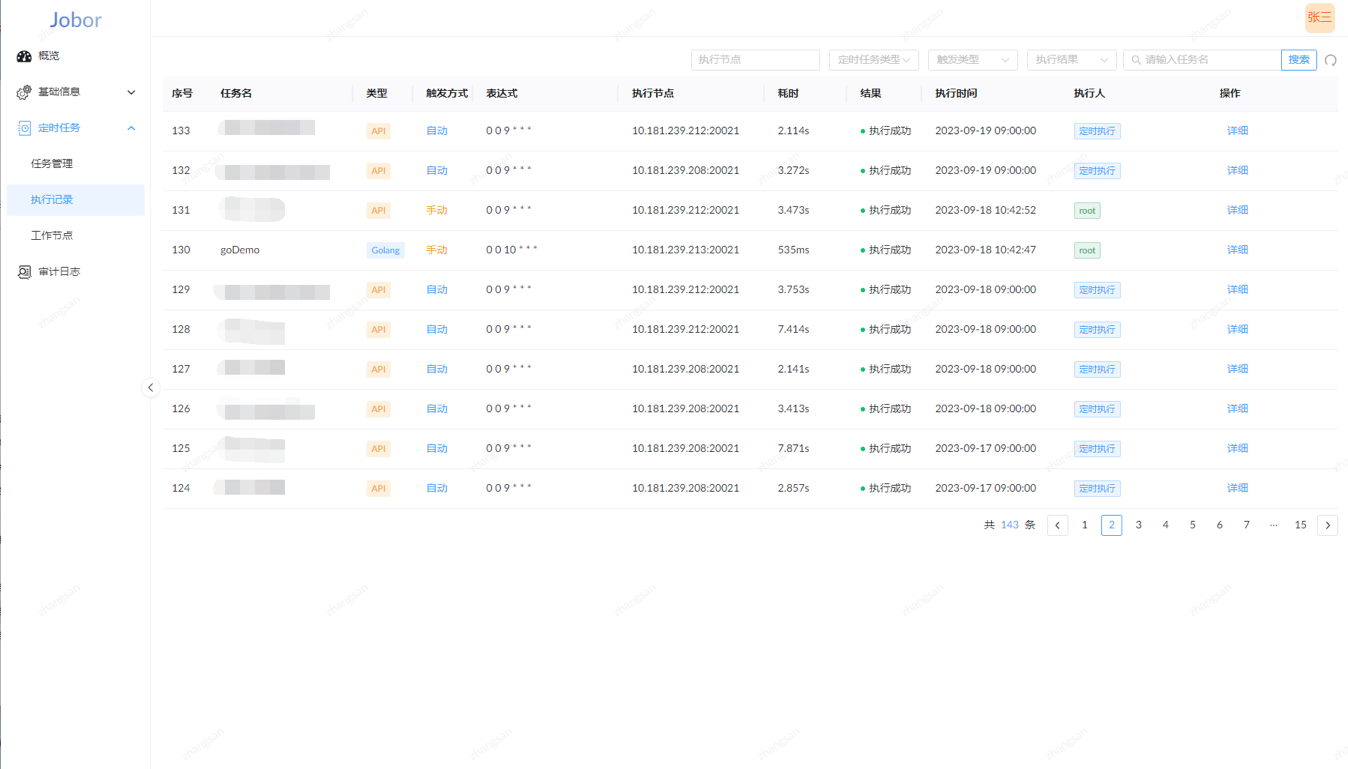 Jobor
张三
概览
基础信息
定时任务
任务管理
执行记录
工作节点
审计日志
执行节点 定时任务类型 触发类型 执行结果 请输入任务名 搜索
序号 任务名 类型 触发方式 表达式 执行节点 耗时 结果 执行时间 执行人 操作
133 API 自动 0 0 9 * * * 10.181.239.212:20021 2.114s 执行成功 2023-09-19 09:00:00 定时执行 详细
132 API 自动 0 0 9 * * * 10.181.239.208:20021 3.272s 执行成功 2023-09-19 09:00:00 定时执行 详细
131 API 手动 0 0 9 * * * 10.181.239.212:20021 3.473s 执行成功 2023-09-18 10:42:52 root 详细
130 goDemo Golang 手动 0 0 10 * * * 10.181.239.213:20021 535ms 执行成功 2023-09-18 10:42:47 root 详细
129 API 自动 0 0 9 * * * 10.181.239.212:20021 3.753s 执行成功 2023-09-18 09:00:00 定时执行 详细
128 API 自动 0 0 9 * * * 10.181.239.212:20021 7.414s 执行成功 2023-09-18 09:00:00 定时执行 详细
127 API 自动 0 0 9 * * * 10.181.239.208:20021 2.141s 执行成功 2023-09-18 09:00:00 定时执行 详细
126 API 自动 0 0 9 * * * 10.181.239.208:20021 3.413s 执行成功 2023-09-18 09:00:00 定时执行 详细
125 API 自动 0 0 9 * * * 10.181.239.208:20021 7.871s 执行成功 2023-09-17 09:00:00 定时执行 详细
124 API 自动 0 0 9 * * * 10.181.239.208:20021 2.857s 执行成功 2023-09-17 09:00:00 定时执行 详细
共 143 条 1 2 3 4 5 6 7 ··· 15
zhangsan